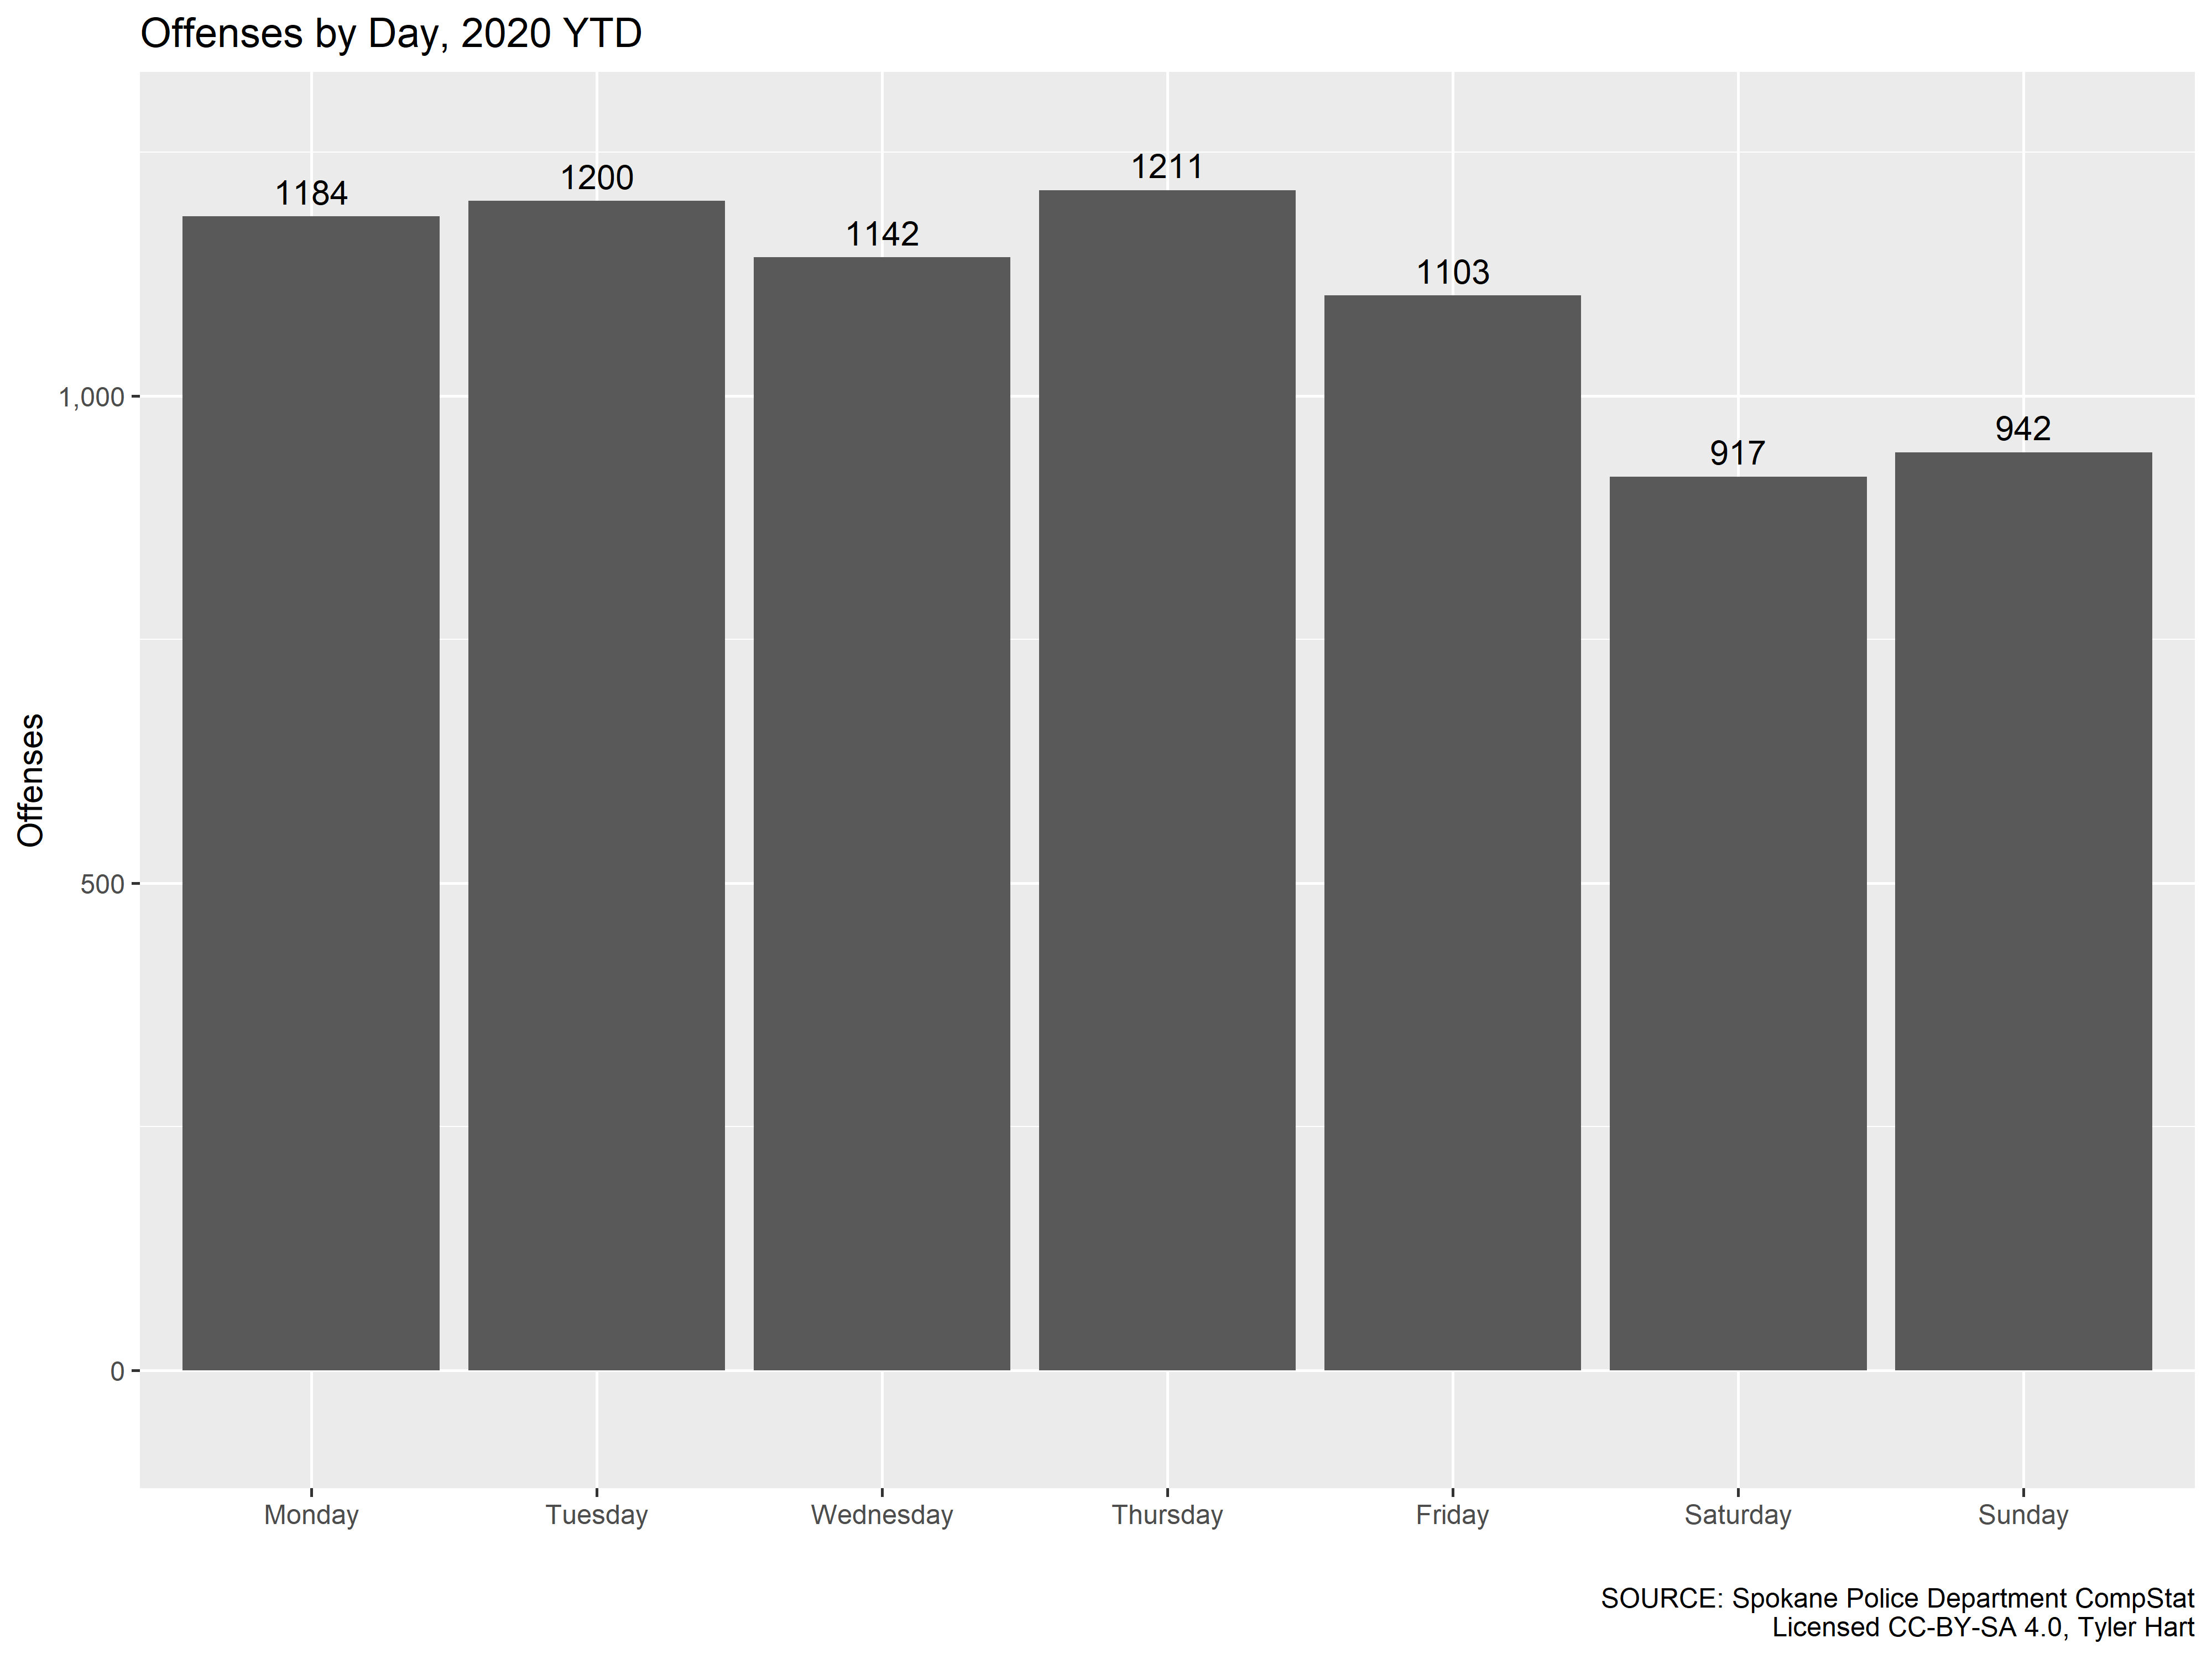 Offenses by Day, 2020 YTD
1184
1200
1142
1211
1103
917
942
Offenses
1,000
500
0
Monday
Tuesday
Wednesday
Thursday
Friday
Saturday
Sunday
SOURCE: Spokane Police Department CompStat
Licensed CC-BY-SA 4.0, Tyler Hart